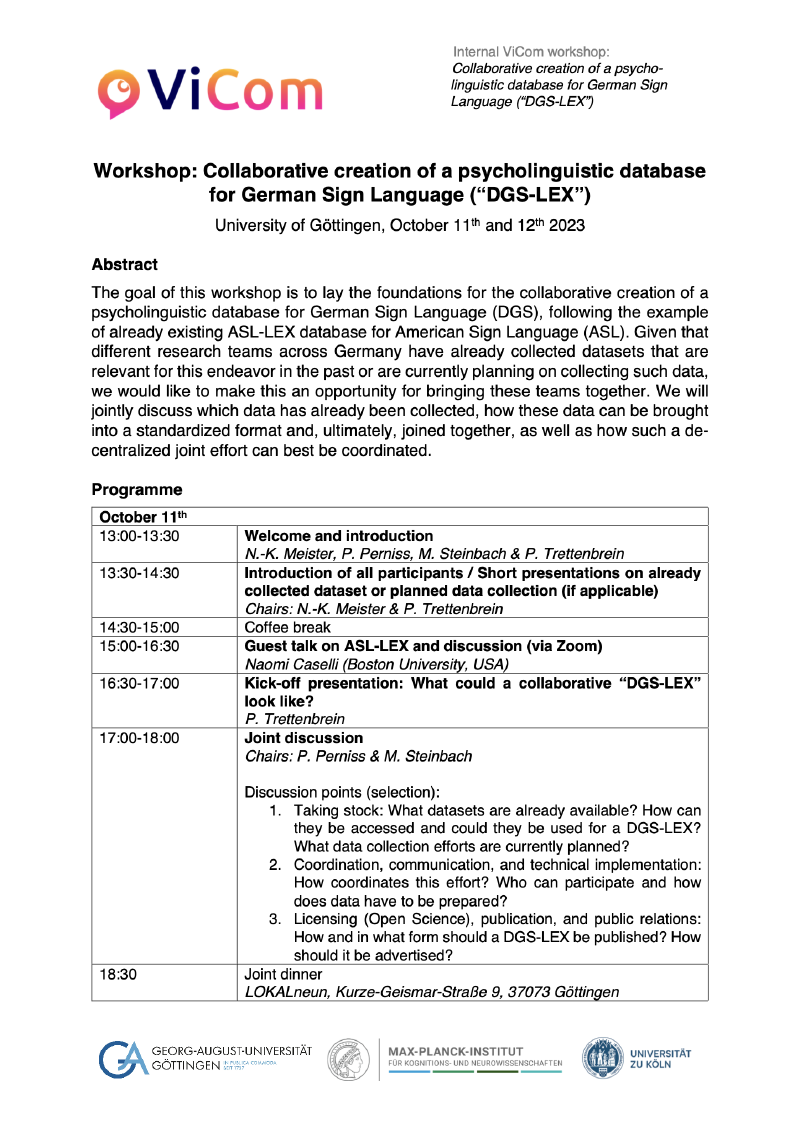 ViCom
Internal ViCom workshop:
Collaborative creation of a psycho-
linguistic database for German Sign
Language (“DGS-LEX”)
Workshop: Collaborative creation of a psycholinguistic database
for German Sign Language (“DGS-LEX”)
University of Göttingen, October 11th and 12th 2023
Abstract
The goal of this workshop is to lay the foundations for the collaborative creation of a
psycholinguistic database for German Sign Language (DGS), following the example
of already existing ASL-LEX database for American Sign Language (ASL). Given that
different research teams across Germany have already collected datasets that are
relevant for this endeavor in the past or are currently planning on collecting such data,
we would like to make this an opportunity for bringing these teams together. We will
jointly discuss which data has already been collected, how these data can be brought
into a standardized format and, ultimately, joined together, as well as how such a de-
centralized joint effort can best be coordinated.
Programme
October 11th
13:00-13:30 Welcome and introduction
N.-K. Meister, P. Perniss, M. Steinbach & P. Trettenbrein
13:30-14:30 Introduction of all participants / Short presentations on already
collected dataset or planned data collection (if applicable)
Chairs: N.-K. Meister & P. Trettenbrein
14:30-15:00 Coffee break
15:00-16:30 Guest talk on ASL-LEX and discussion (via Zoom)
Naomi Caselli (Boston University, USA)
16:30-17:00 Kick-off presentation: What could a collaborative “DGS-LEX”
look like?
P. Trettenbrein
17:00-18:00 Joint discussion
Chairs: P. Perniss & M. Steinbach
Discussion points (selection):
1. Taking stock: What datasets are already available? How can
they be accessed and could they be used for a DGS-LEX?
What data collection efforts are currently planned?
2. Coordination, communication, and technical implementation:
How coordinates this effort? Who can participate and how
does data have to be prepared?
3. Licensing (Open Science), publication, and public relations:
How and in what form should a DGS-LEX be published? How
should it be advertised?
18:30 Joint dinner
LOKALneun, Kurze-Geismar-Straße 9, 37073 Göttingen
GEORG-AUGUST-UNIVERSITÄT
GÖTTINGEN IN PUBLICA COMMODA
SEIT 1737
MAX-PLANCK-INSTITUT
FÜR KOGNITIONS- UND NEUROWISSENSCHAFTEN
UNIVERSITÄT
ZU KÖLN